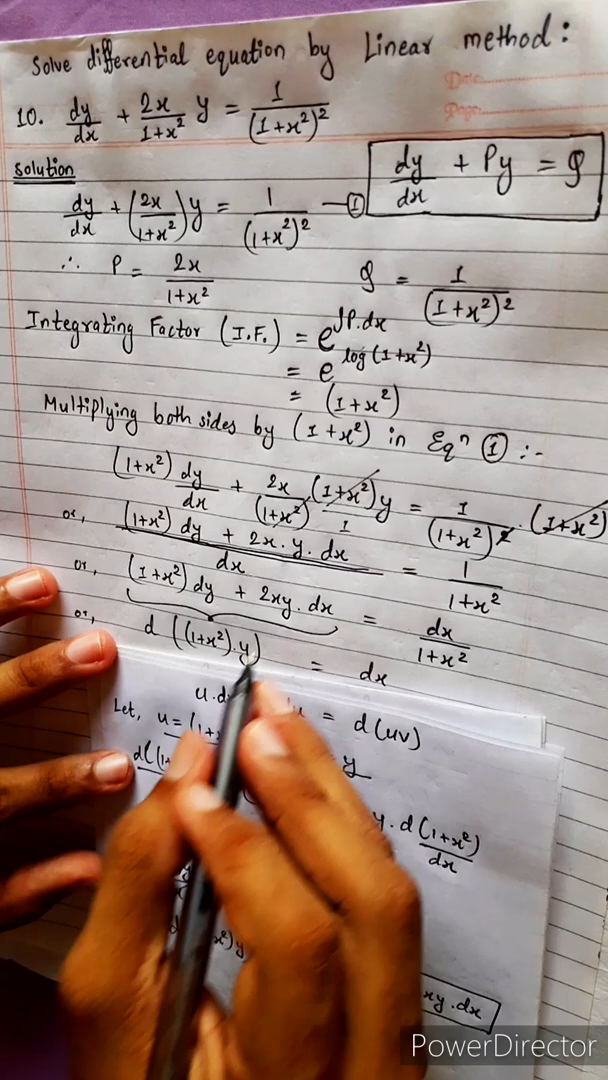 Solve differential equation by Linear method:
Date
Page
10. dy/dx + 2x/(1+x²) y = 1/(1+x²)²
solution
dy/dx + Py = Q
dy/dx + (2x/(1+x²)) y = 1/(1+x²)² — ①
∴ P = 2x/(1+x²) Q = 1/(1+x²)²
Integrating Factor (I.F.) = e^∫P.dx
= e^log(1+x²)
= (1+x²)
Multiplying both sides by (1+x²) in Eqⁿ ① :-
(1+x²) dy/dx + 2x/(1+x²) (1+x²) y = 1/(1+x²)² · (1+x²)
or, ((1+x²) dy + 2x.y.dx)/dx = 1/(1+x²)
or, (1+x²) dy + 2xy.dx = dx/(1+x²)
or, d((1+x²).y) = dx
= d(uv)
Let, u =
y
y. d(1+x²)/dx
xy.dx
PowerDirector